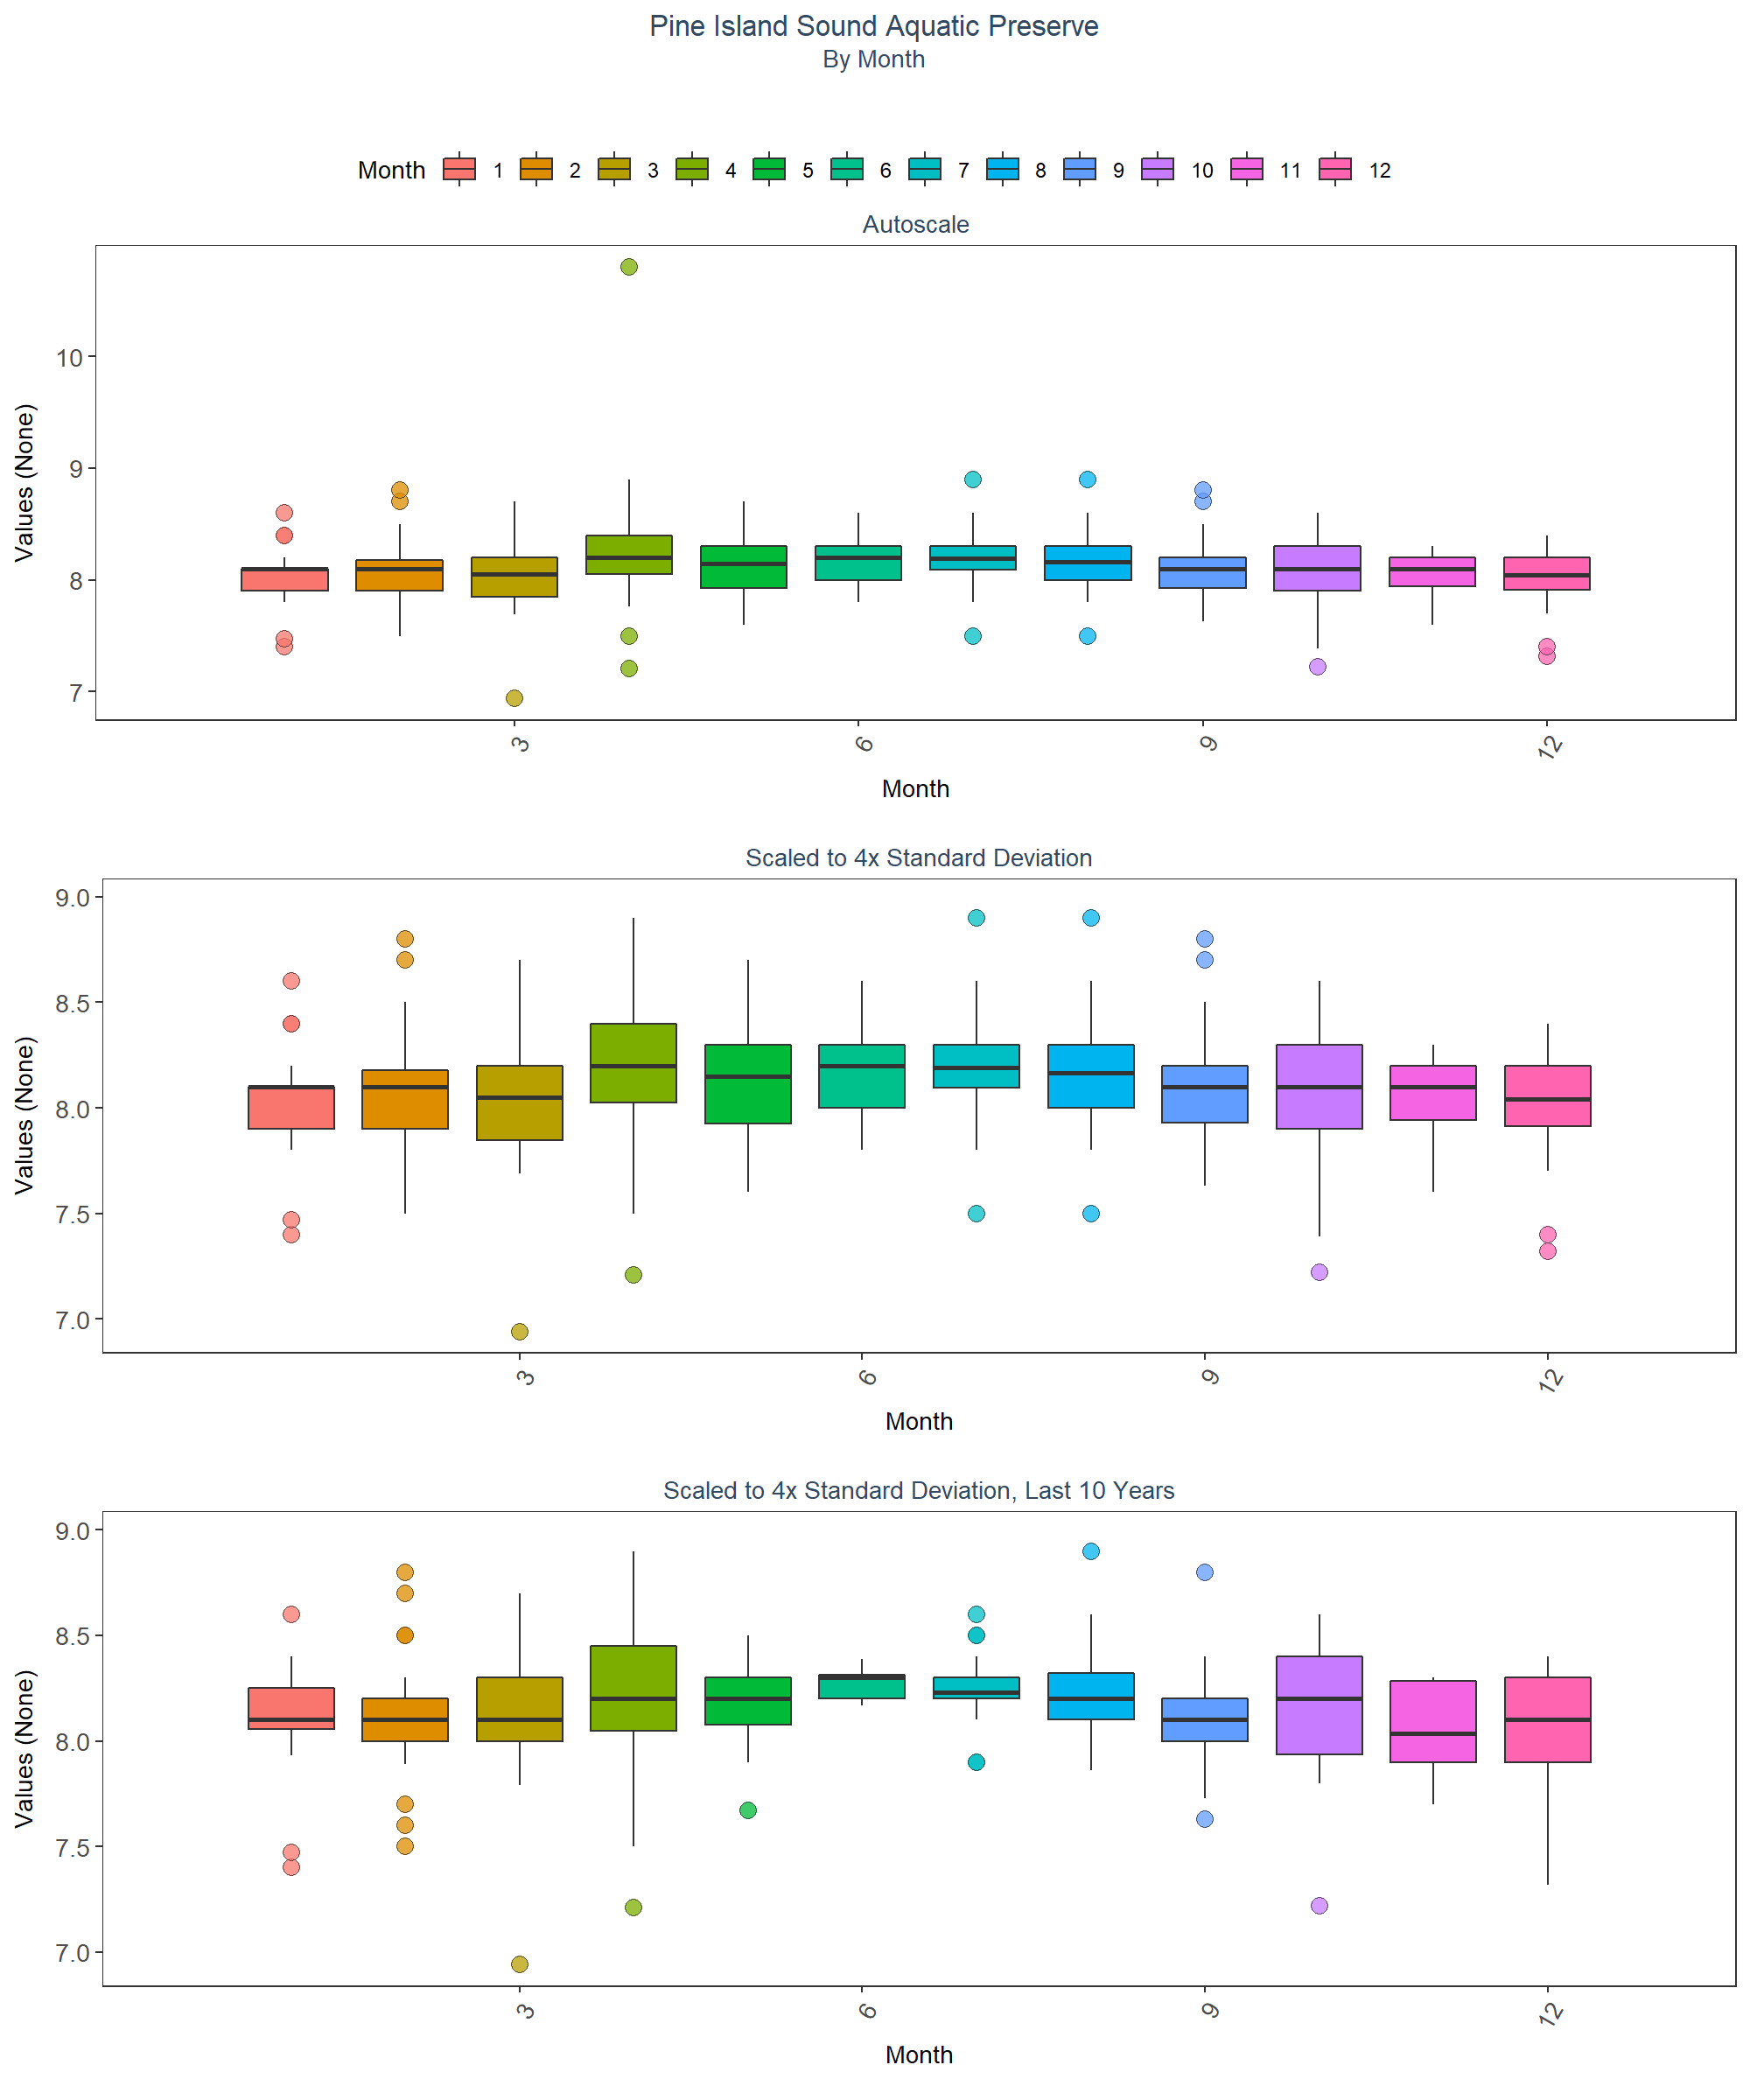 Pine Island Sound Aquatic Preserve
By Month
Month 1 2 3 4 5 6 7 8 9 10 11 12
Autoscale
Values (None)
10
9
8
7
3 6 9 12
Month
Scaled to 4x Standard Deviation
Values (None)
9.0
8.5
8.0
7.5
7.0
3 6 9 12
Month
Scaled to 4x Standard Deviation, Last 10 Years
Values (None)
9.0
8.5
8.0
7.5
7.0
3 6 9 12
Month